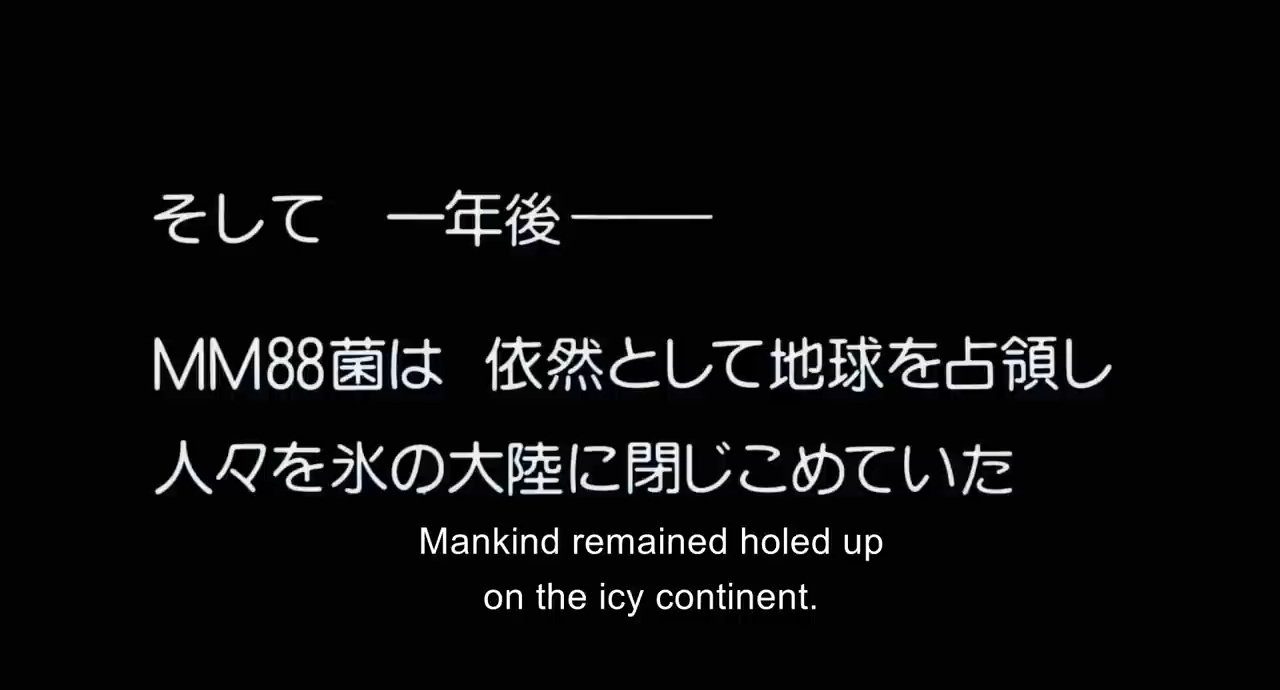 そして　一年後───
MM88菌は　依然として地球を占領し
人々を氷の大陸に閉じこめていた
Mankind remained holed up
on the icy continent.